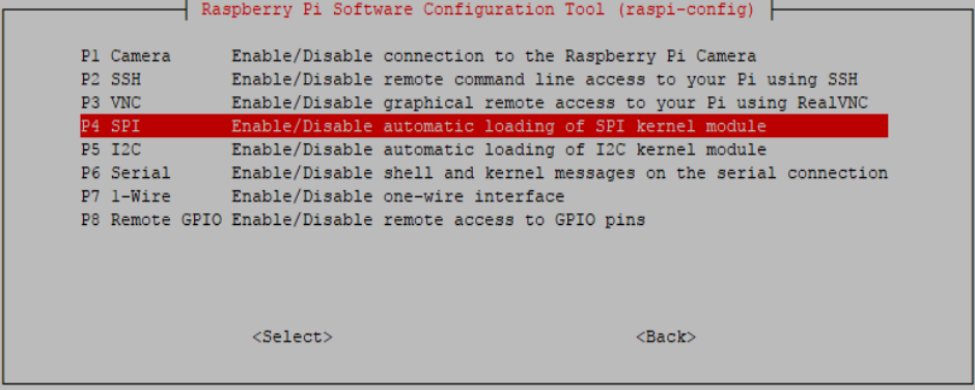 Raspberry Pi Software Configuration Tool (raspi-config)
P1 Camera Enable/Disable connection to the Raspberry Pi Camera
P2 SSH Enable/Disable remote command line access to your Pi using SSH
P3 VNC Enable/Disable graphical remote access to your Pi using RealVNC
P4 SPI Enable/Disable automatic loading of SPI kernel module
P5 I2C Enable/Disable automatic loading of I2C kernel module
P6 Serial Enable/Disable shell and kernel messages on the serial connection
P7 1-Wire Enable/Disable one-wire interface
P8 Remote GPIO Enable/Disable remote access to GPIO pins
<Select> <Back>